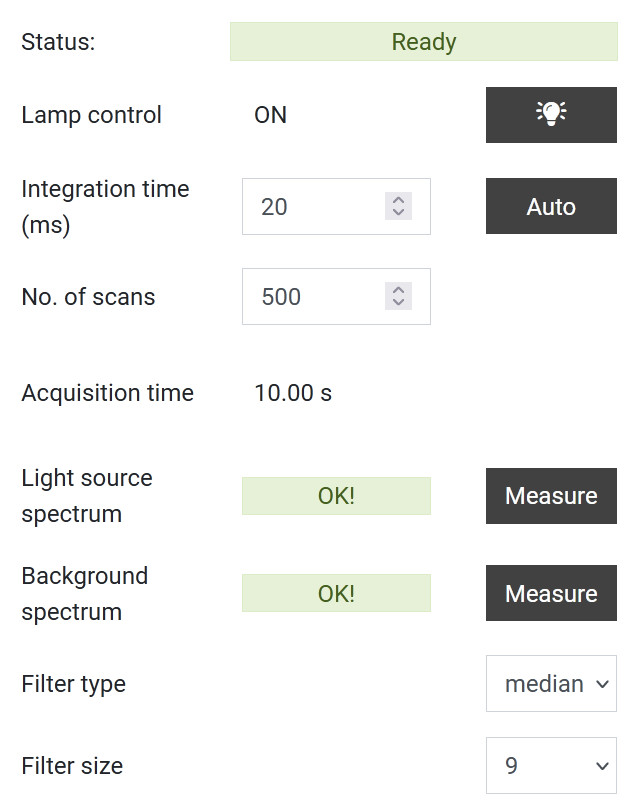 Status: Ready
Lamp control ON
Integration time
(ms) 20 Auto
No. of scans 500
Acquisition time 10.00 s
Light source
spectrum OK! Measure
Background
spectrum OK! Measure
Filter type median
Filter size 9